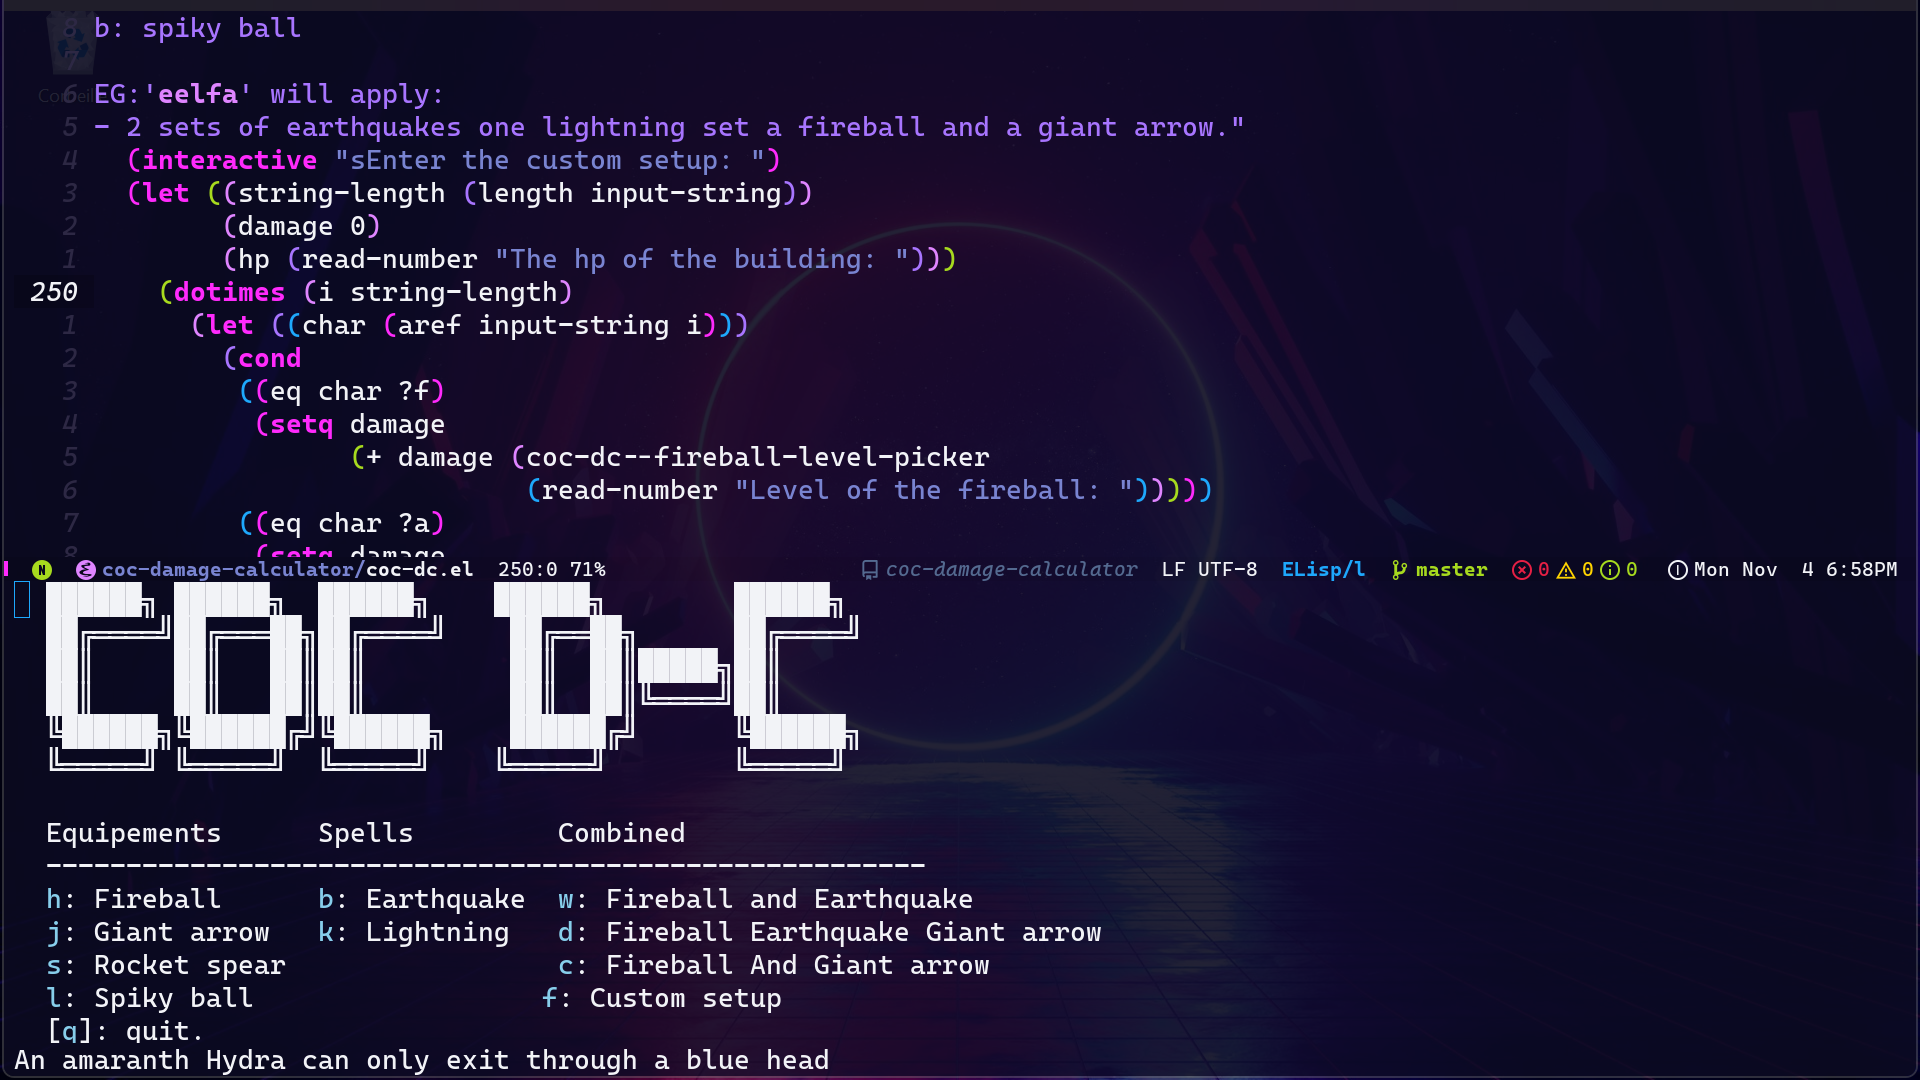 8 b: spiky ball
7
6 EG:'eelfa' will apply:
5 - 2 sets of earthquakes one lightning set a fireball and a giant arrow."
4 (interactive "sEnter the custom setup: ")
3 (let ((string-length (length input-string))
2 (damage 0)
1 (hp (read-number "The hp of the building: ")))
250 (dotimes (i string-length)
1 (let ((char (aref input-string i)))
2 (cond
3 ((eq char ?f)
4 (setq damage
5 (+ damage (coc-dc--fireball-level-picker
6 (read-number "Level of the fireball: ")))))
7 ((eq char ?a)
8 (setq damage
N coc-damage-calculator/coc-dc.el 250:0 71% coc-damage-calculator LF UTF-8 ELisp/l master 0 0 0 Mon Nov 4 6:58PM
COC D-C
Equipements Spells Combined
-------------------------------------------------------
h: Fireball b: Earthquake w: Fireball and Earthquake
j: Giant arrow k: Lightning d: Fireball Earthquake Giant arrow
s: Rocket spear c: Fireball And Giant arrow
l: Spiky ball f: Custom setup
[q]: quit.
An amaranth Hydra can only exit through a blue head